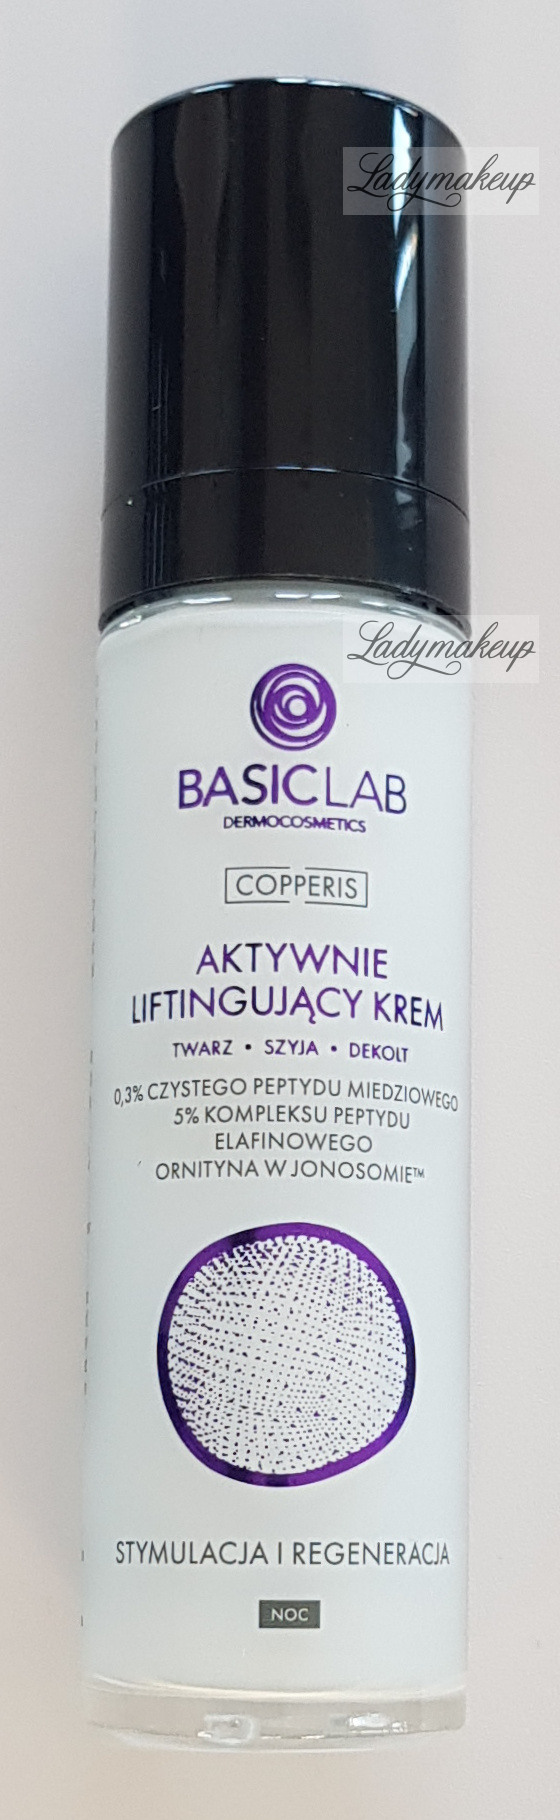 Ladymakeup
Ladymakeup
BASICLAB
DERMOCOSMETICS
COPPERIS
AKTYWNIE
LIFTINGUJĄCY KREM
TWARZ • SZYJA • DEKOLT
0,3% CZYSTEGO PEPTYDU MIEDZIOWEGO
5% KOMPLEKSU PEPTYDU
ELAFINOWEGO
ORNITYNA W JONOSOMIE™
STYMULACJA I REGENERACJA
NOC